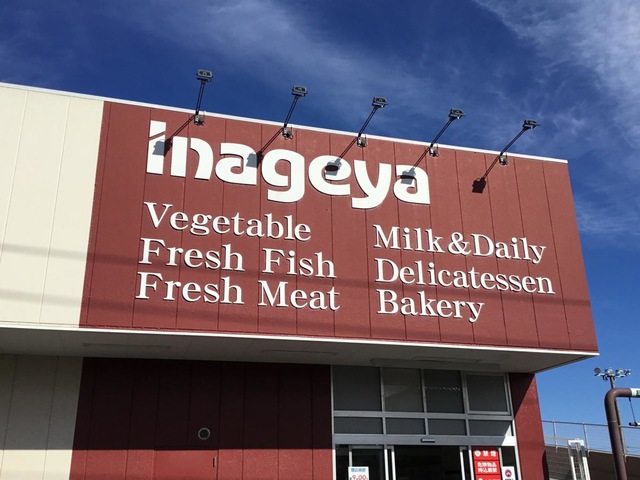 inageya
Vegetable
Fresh Fish
Fresh Meat
Milk & Daily
Delicatessen
Bakery